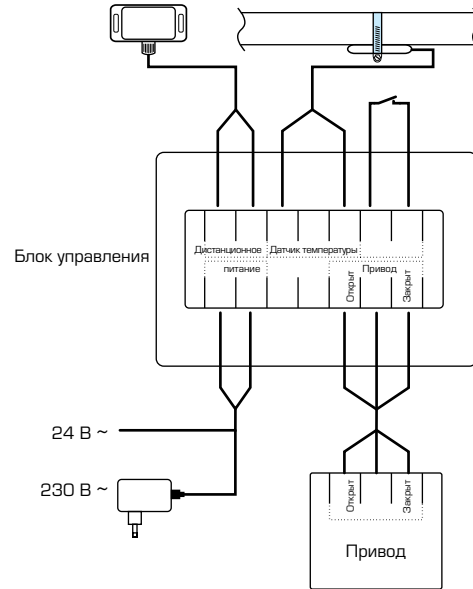 Блок управления
Дистанционное
Датчик температуры
питание
Привод
Открыт
Закрыт
24 В ~
230 В ~
Открыт
Закрыт
Привод